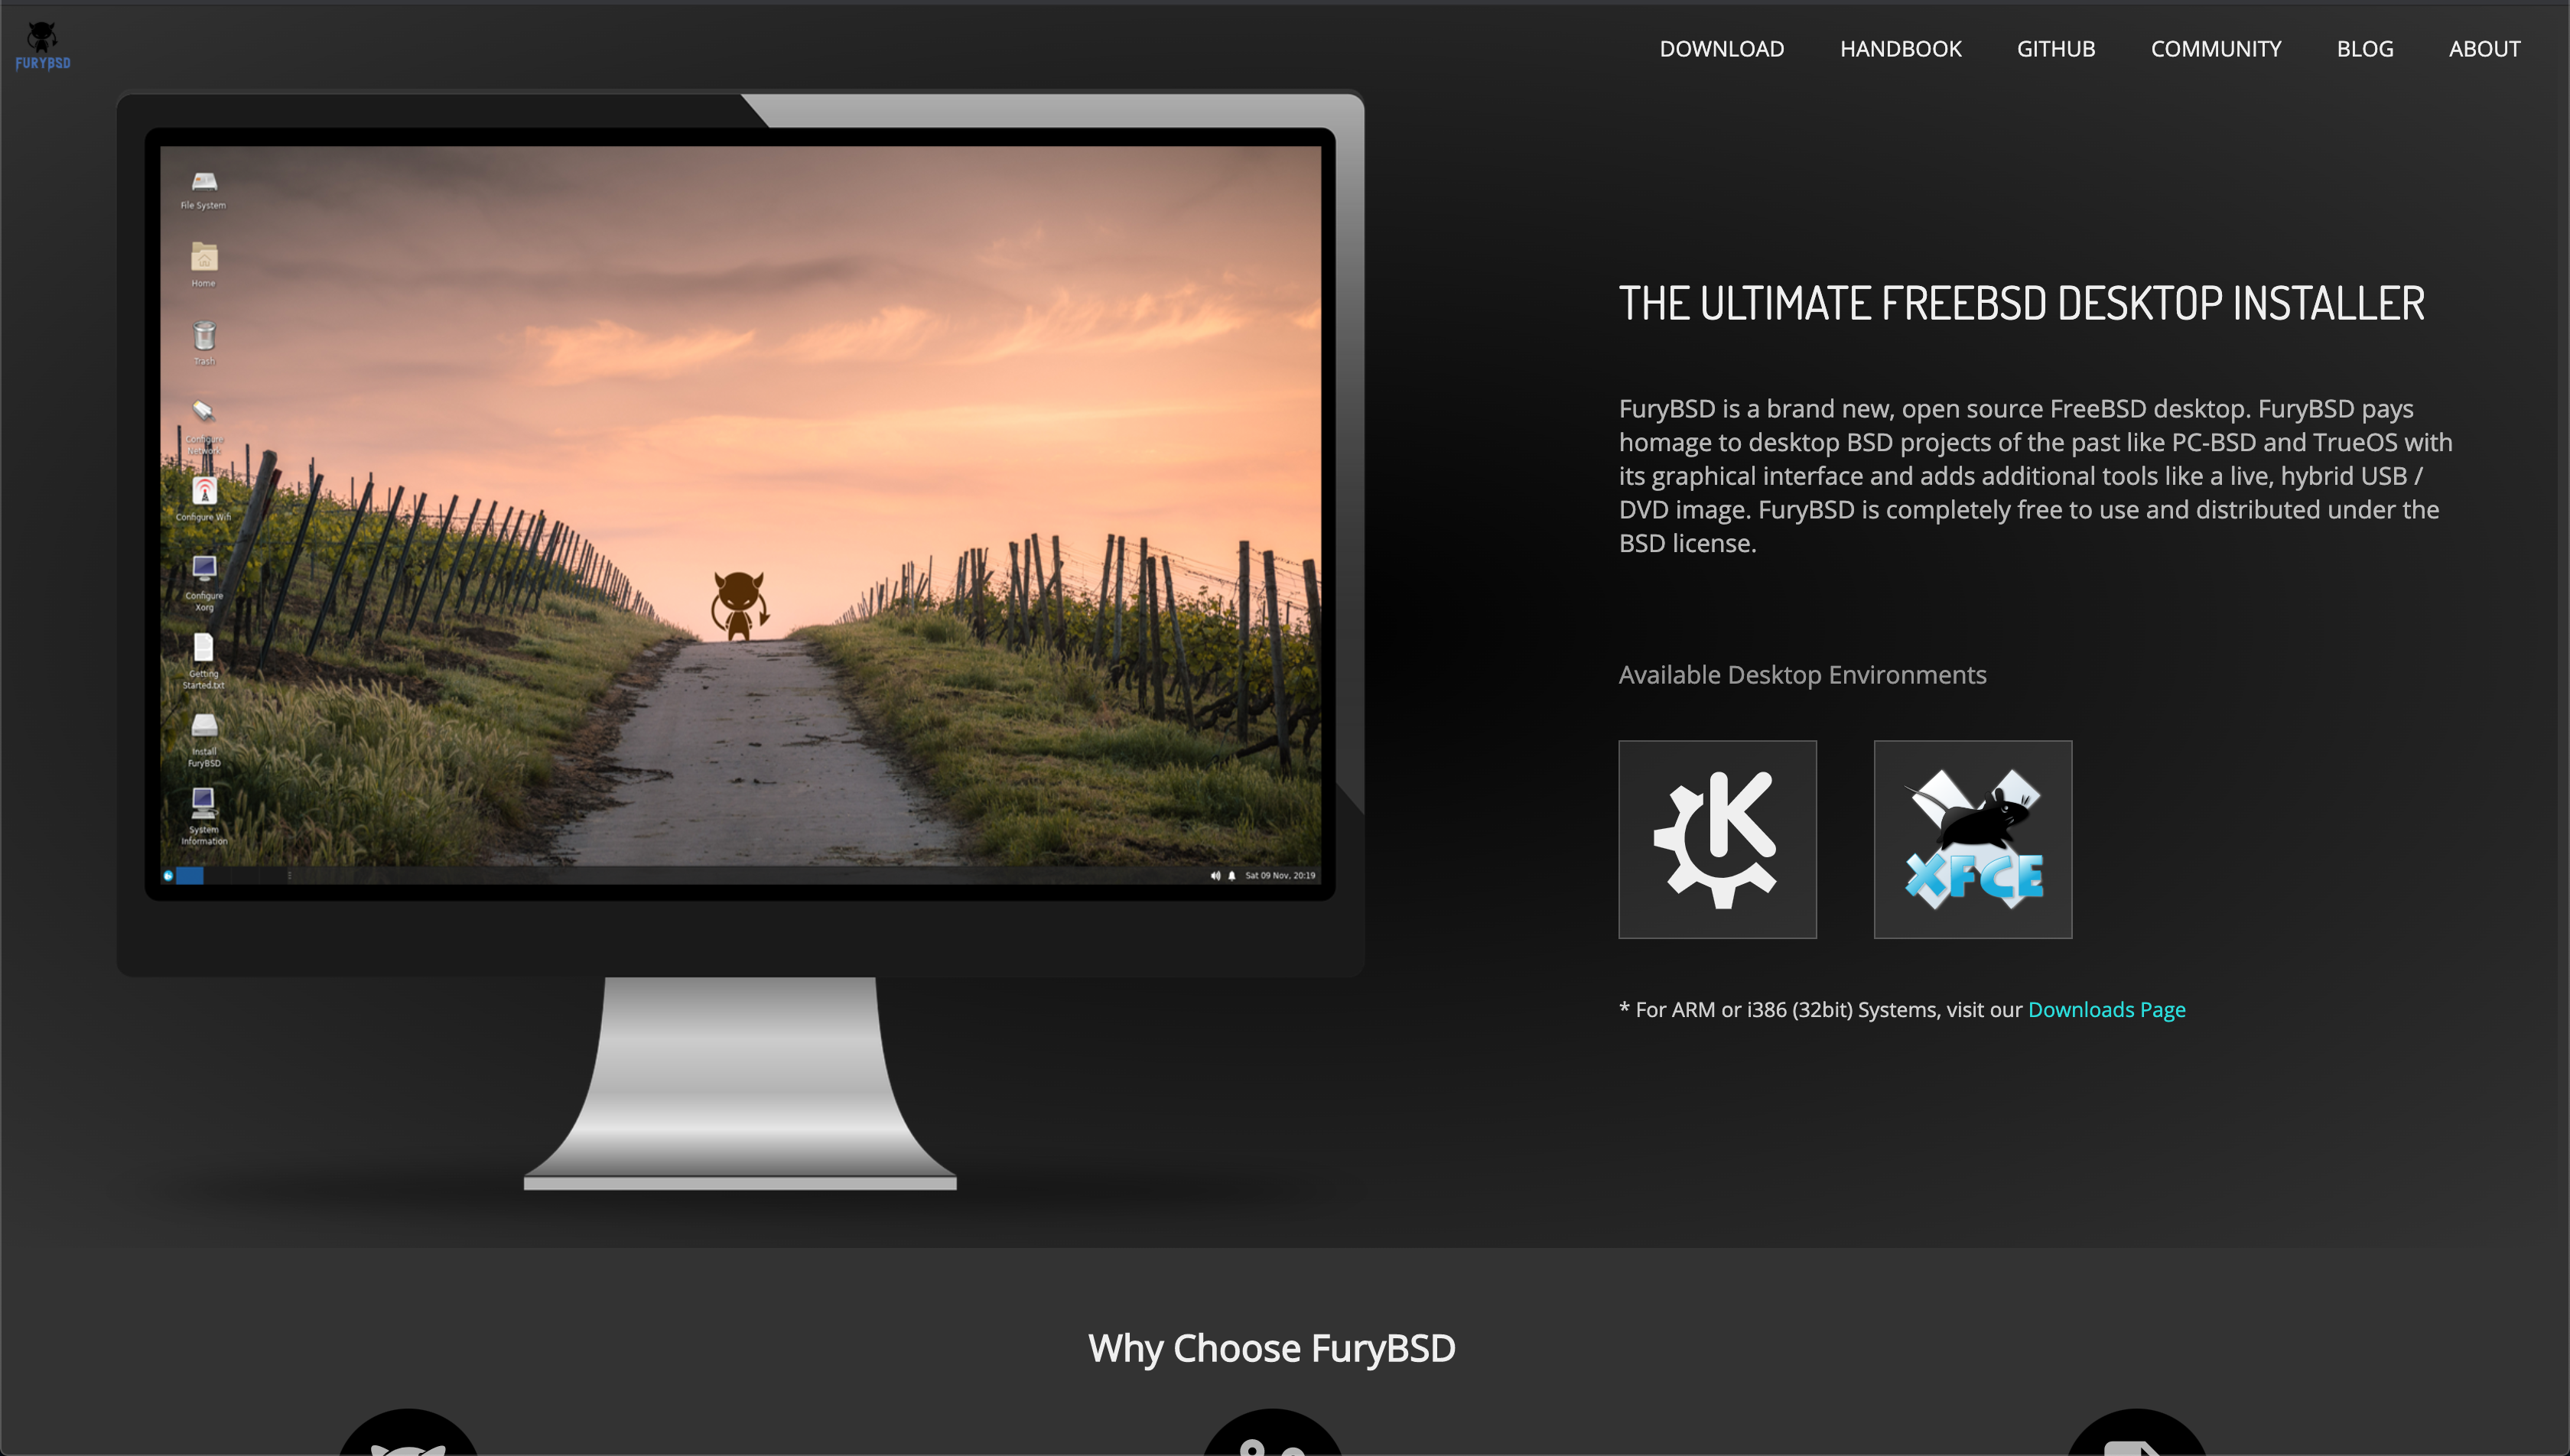 FURYBSD
DOWNLOAD
HANDBOOK
GITHUB
COMMUNITY
BLOG
ABOUT
File System
Home
Trash
Configure
Network
Configure Wifi
Configure
Xorg
Getting
Started.txt
Install
FuryBSD
System
Information
Sat 09 Nov, 20:19
THE ULTIMATE FREEBSD DESKTOP INSTALLER
FuryBSD is a brand new, open source FreeBSD desktop. FuryBSD pays
homage to desktop BSD projects of the past like PC-BSD and TrueOS with
its graphical interface and adds additional tools like a live, hybrid USB /
DVD image. FuryBSD is completely free to use and distributed under the
BSD license.
Available Desktop Environments
K
XFCE
* For ARM or i386 (32bit) Systems, visit our Downloads Page
Why Choose FuryBSD